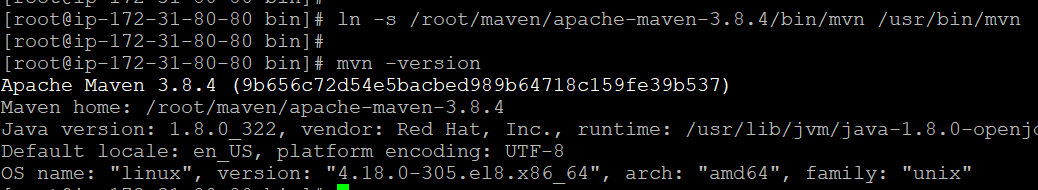 [root@ip-172-31-80-80 bin]# ln -s /root/maven/apache-maven-3.8.4/bin/mvn /usr/bin/mvn
[root@ip-172-31-80-80 bin]#
[root@ip-172-31-80-80 bin]# mvn -version
Apache Maven 3.8.4 (9b656c72d54e5bacbed989b64718c159fe39b537)
Maven home: /root/maven/apache-maven-3.8.4
Java version: 1.8.0_322, vendor: Red Hat, Inc., runtime: /usr/lib/jvm/java-1.8.0-openj
Default locale: en_US, platform encoding: UTF-8
OS name: "linux", version: "4.18.0-305.el8.x86_64", arch: "amd64", family: "unix"